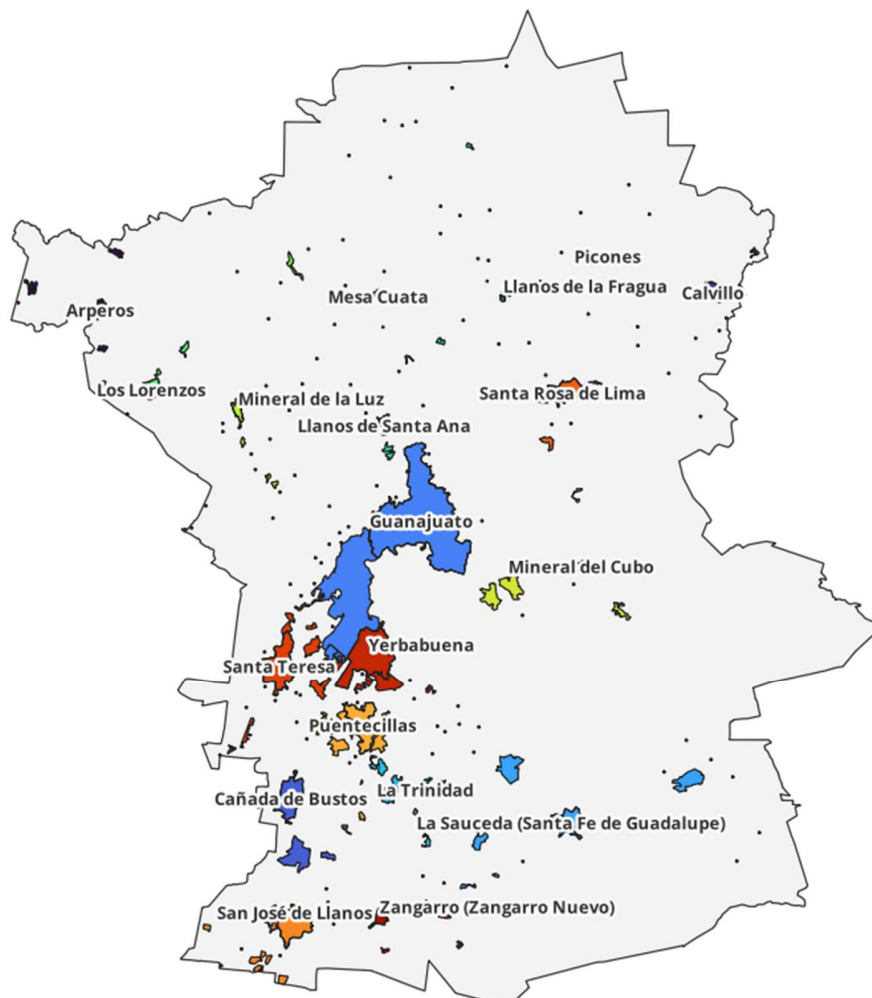 Picones
Llanos de la Fragua
Calvillo
Mesa Cuata
Arperos
Los Lorenzos
Mineral de la Luz
Santa Rosa de Lima
Llanos de Santa Ana
Guanajuato
Mineral del Cubo
Yerbabuena
Santa Teresa
Puentecillas
La Trinidad
Cañada de Bustos
La Sauceda (Santa Fe de Guadalupe)
Zangarro (Zangarro Nuevo)
San José de Llanos